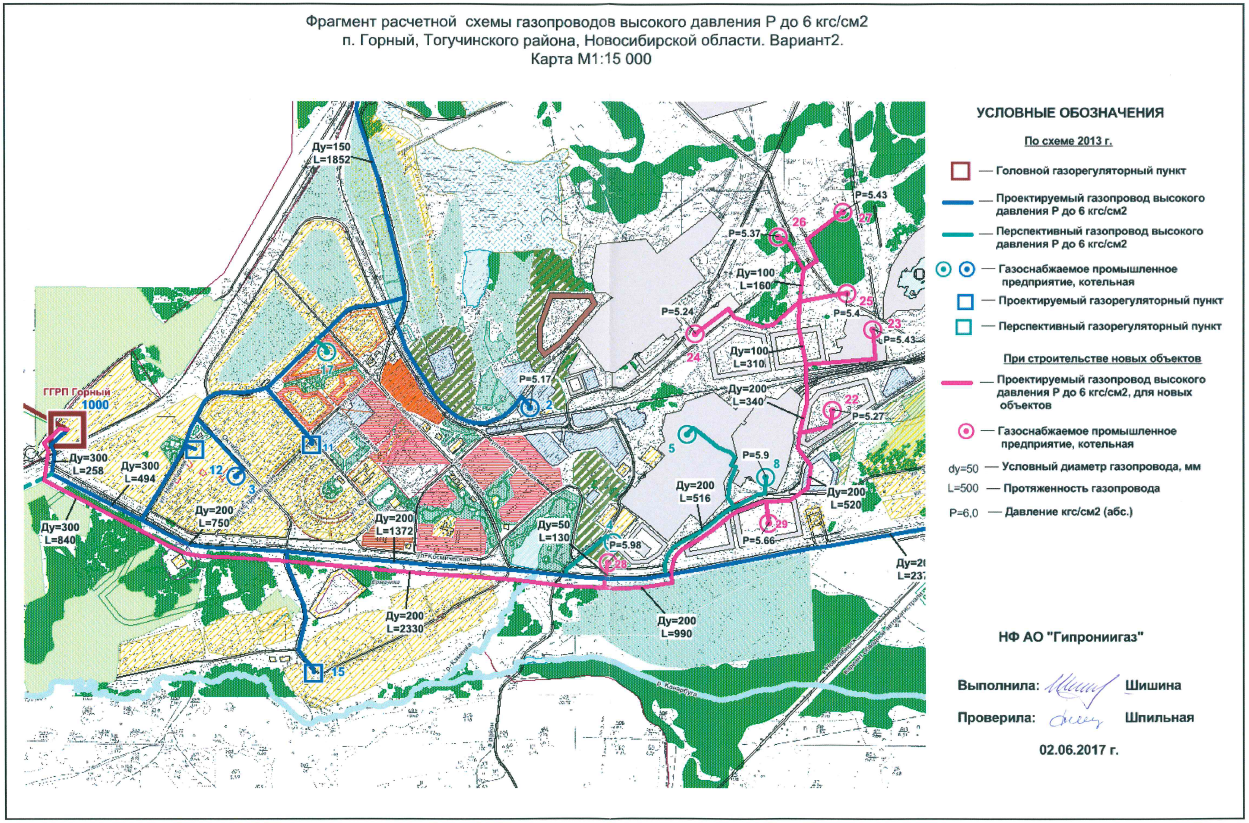 Фрагмент расчетной схемы газопроводов высокого давления Р до 6 кгс/см2
п. Горный, Тогучинского района, Новосибирской области. Вариант2.
Карта М1:15 000
УСЛОВНЫЕ ОБОЗНАЧЕНИЯ
По схеме 2013 г.
— Головной газорегуляторный пункт
— Проектируемый газопровод высокого
давления Р до 6 кгс/см2
— Перспективный газопровод высокого
давления Р до 6 кгс/см2
— Газоснабжаемое промышленное
предприятие, котельная
— Проектируемый газорегуляторный пункт
— Перспективный газорегуляторный пункт
При строительстве новых объектов
— Проектируемый газопровод высокого
давления Р до 6 кгс/см2, для новых
объектов
— Газоснабжаемое промышленное
предприятие, котельная
dy=50 — Условный диаметр газопровода, мм
L=500 — Протяженность газопровода
P=6,0 — Давление кгс/см2 (абс.)
НФ АО "Гипрониигаз"
Выполнила: Шишина
Проверила: Шпильная
02.06.2017 г.
Ду=150
L=1852
P=5.43
27
26
P=5.37
Ду=100
L=160
25
P=5.4
P=5.24
24
23
P=5.43
Ду=100
L=310
17
P=5.17
2
Ду=200
L=340
22
P=5.27
ГГРП Горный
1000
11
5
P=5.9
8
Ду=300
L=258
Ду=300
L=494
12
3
Ду=200
L=516
Ду=200
L=520
Ду=200
L=750
Ду=300
L=840
Ду=200
L=1372
Ду=50
L=130
4
P=5.98
29
P=5.66
28
Ду=200
L=2330
Ду=200
L=990
15
р. Каменушка